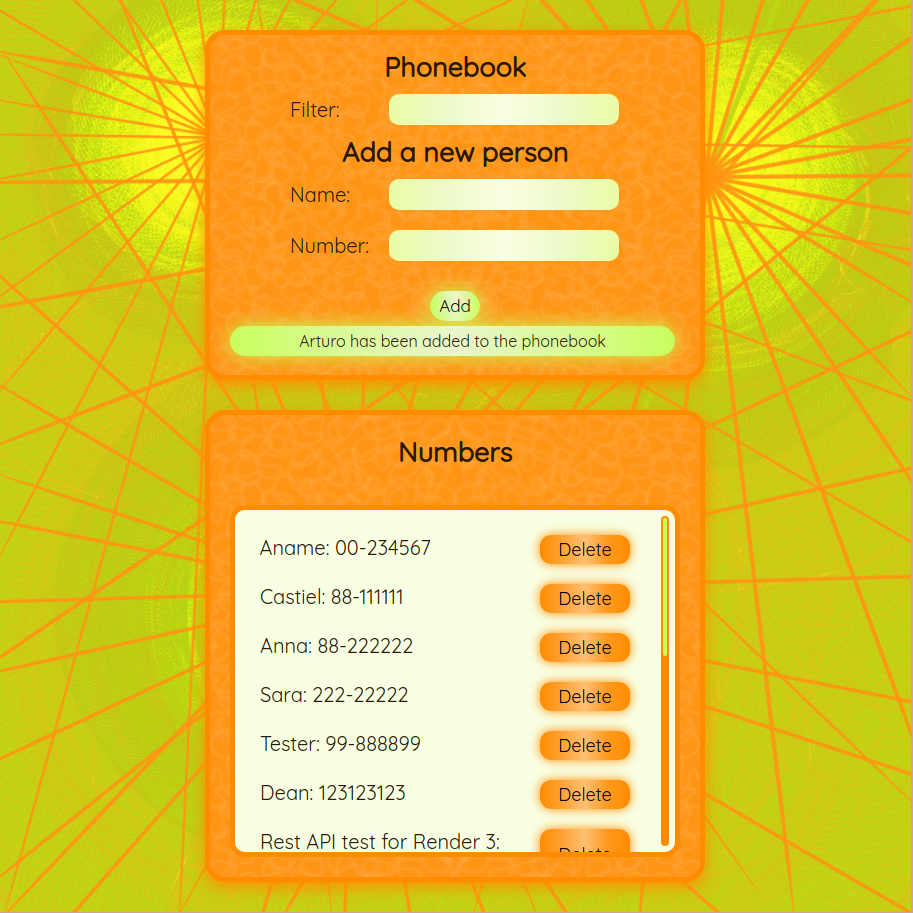 Phonebook
Filter:
Add a new person
Name:
Number:
Add
Arturo has been added to the phonebook
Numbers
Aname: 00-234567 Delete
Castiel: 88-111111 Delete
Anna: 88-222222 Delete
Sara: 222-22222 Delete
Tester: 99-888899 Delete
Dean: 123123123 Delete
Rest API test for Render 3: Delete